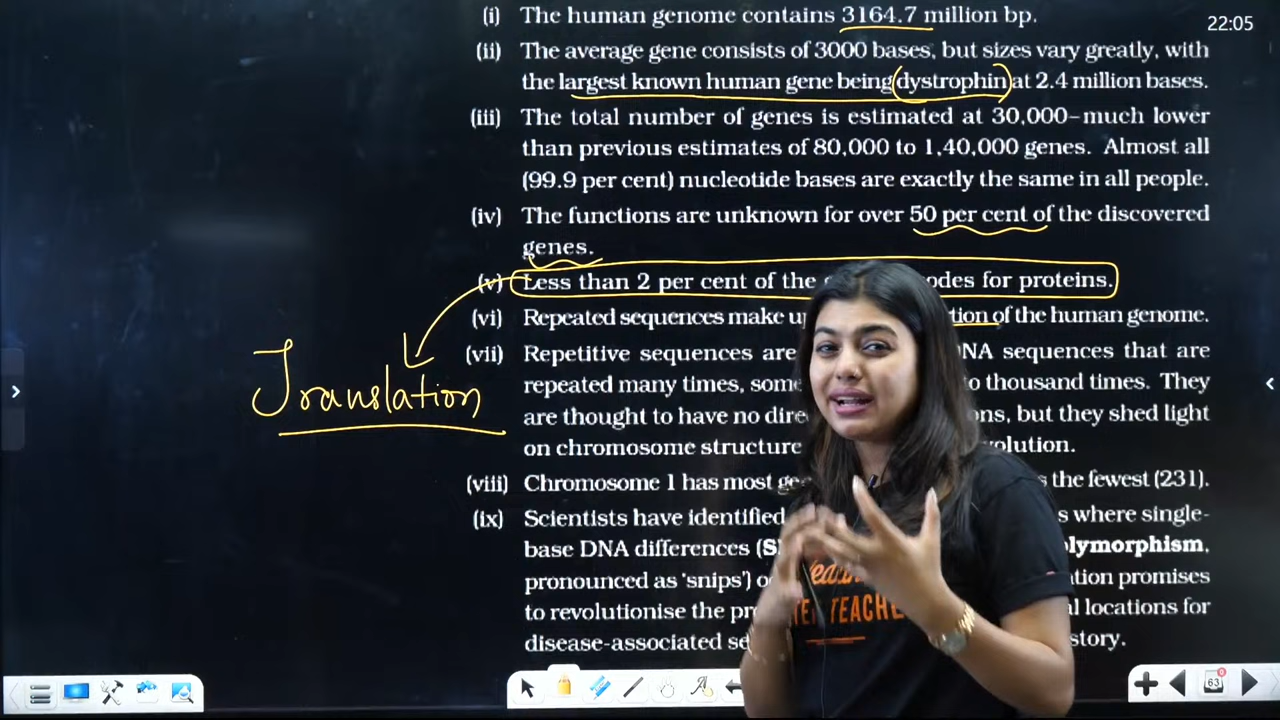 22:05
(i) The human genome contains 3164.7 million bp.
(ii) The average gene consists of 3000 bases, but sizes vary greatly, with
the largest known human gene being dystrophin at 2.4 million bases.
(iii) The total number of genes is estimated at 30,000–much lower
than previous estimates of 80,000 to 1,40,000 genes. Almost all
(99.9 per cent) nucleotide bases are exactly the same in all people.
(iv) The functions are unknown for over 50 per cent of the discovered
genes.
(v) Less than 2 per cent of the odes for proteins.
(vi) Repeated sequences make up tion of the human genome.
(vii) Repetitive sequences are NA sequences that are
repeated many times, some to thousand times. They
are thought to have no dire ons, but they shed light
on chromosome structure volution.
(viii) Chromosome 1 has most ge s the fewest (231).
(ix) Scientists have identified s where single-
base DNA differences (S lymorphism,
pronounced as 'snips') o ation promises
to revolutionise the pro l locations for
disease-associated se story.
Translation
TEACHE
63